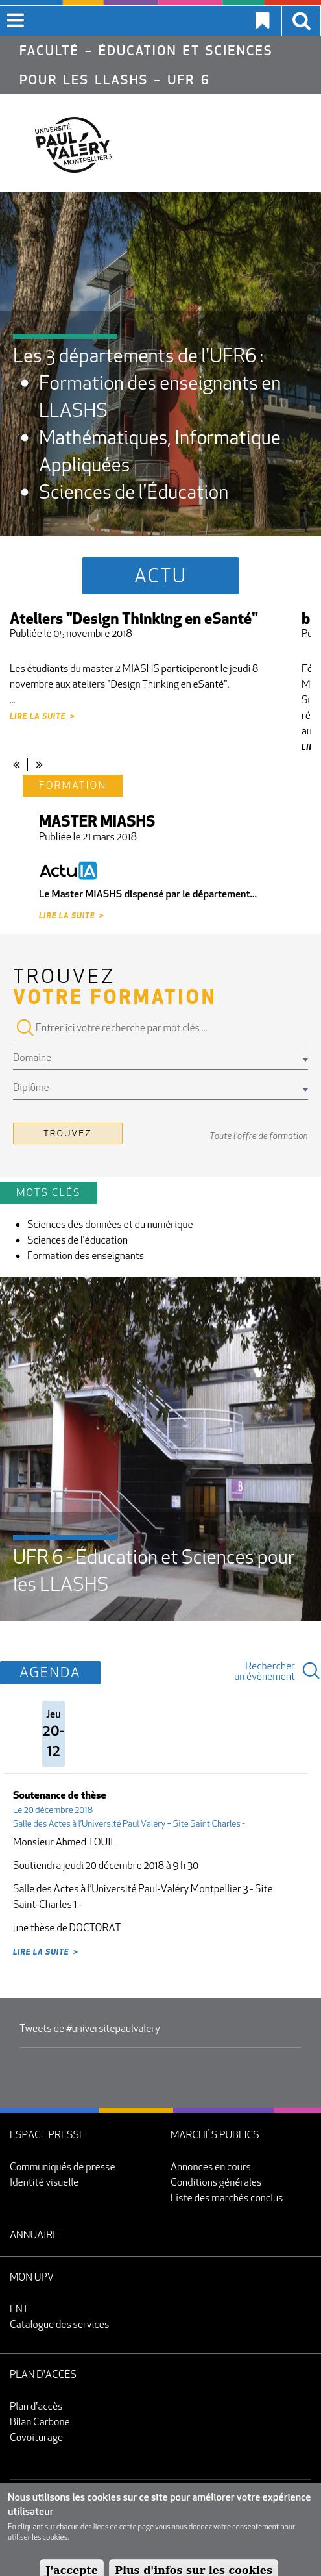 FACULTÉ – ÉDUCATION ET SCIENCES
POUR LES LLASHS – UFR 6
UNIVERSITÉ
PAUL
VALÉRY
MONTPELLIER 3
Les 3 départements de l'UFR6 :
Formation des enseignants en
LLASHS
Mathématiques, Informatique
Appliquées
Sciences de l'Éducation
ACTU
Ateliers "Design Thinking en eSanté"
Publiée le 05 novembre 2018
Les étudiants du master 2 MIASHS participeront le jeudi 8
novembre aux ateliers "Design Thinking en eSanté".
...
LIRE LA SUITE >
« | »
FORMATION
MASTER MIASHS
Publiée le 21 mars 2018
ActuIA
Le Master MIASHS dispensé par le département...
LIRE LA SUITE >
TROUVEZ
VOTRE FORMATION
Entrer ici votre recherche par mot clés ...
Domaine
Diplôme
TROUVEZ
Toute l'offre de formation
MOTS CLÉS
Sciences des données et du numérique
Sciences de l'éducation
Formation des enseignants
B
UFR 6 - Éducation et Sciences pour
les LLASHS
AGENDA
Rechercher
un évènement
Jeu
20-
12
Soutenance de thèse
Le 20 décembre 2018
Salle des Actes à l'Université Paul Valéry – Site Saint Charles -
Monsieur Ahmed TOUIL
Soutiendra jeudi 20 décembre 2018 à 9 h 30
Salle des Actes à l'Université Paul-Valéry Montpellier 3 - Site
Saint-Charles 1 -
une thèse de DOCTORAT
LIRE LA SUITE >
Tweets de #universitepaulvalery
ESPACE PRESSE
Communiqués de presse
Identité visuelle
MARCHÉS PUBLICS
Annonces en cours
Conditions générales
Liste des marchés conclus
ANNUAIRE
MON UPV
ENT
Catalogue des services
PLAN D'ACCÈS
Plan d'accès
Bilan Carbone
Covoiturage
Nous utilisons les cookies sur ce site pour améliorer votre expérience
utilisateur
En cliquant sur chacun des liens de cette page vous nous donnez votre consentement pour
utiliser les cookies.
J'accepte
Plus d'infos sur les cookies